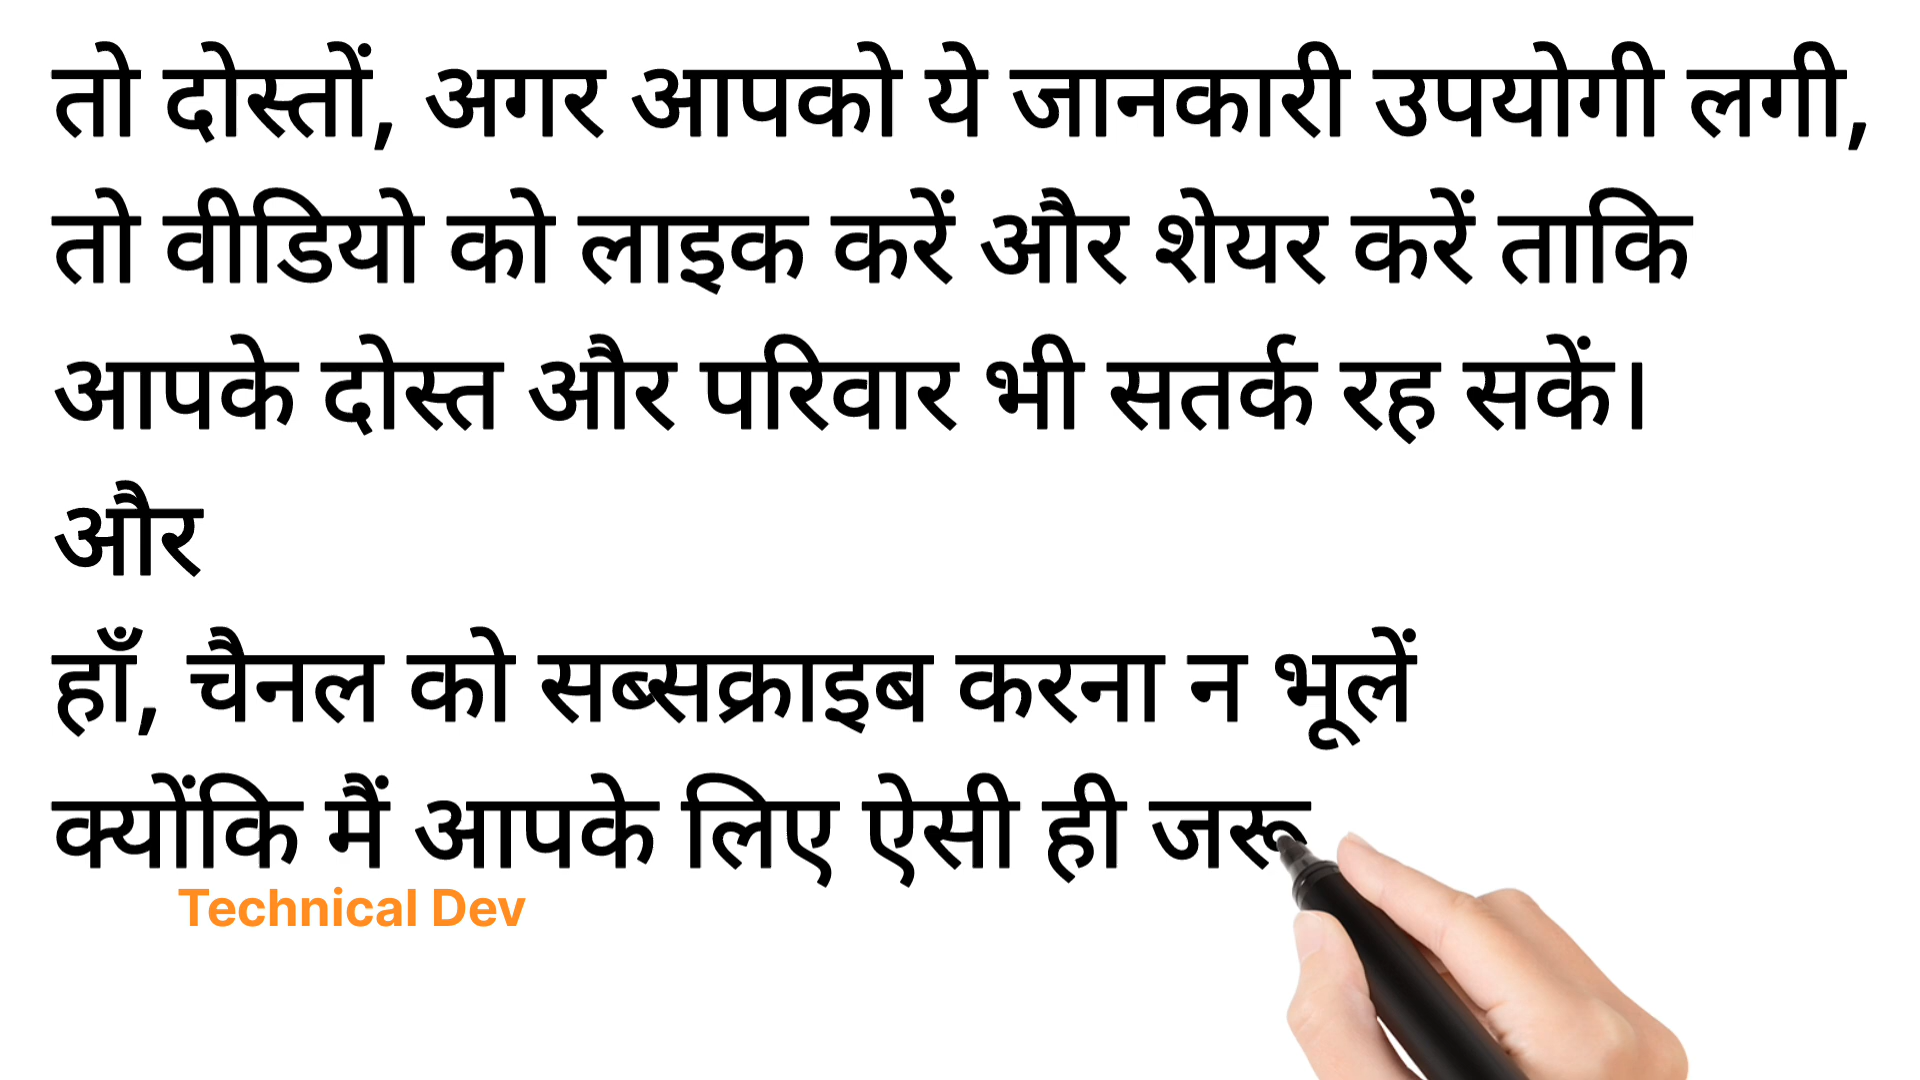 तो दोस्तों, अगर आपको ये जानकारी उपयोगी लगी,
तो वीडियो को लाइक करें और शेयर करें ताकि
आपके दोस्त और परिवार भी सतर्क रह सकें।
और
हाँ, चैनल को सब्सक्राइब करना न भूलें
क्योंकि मैं आपके लिए ऐसी ही जरू
Technical Dev